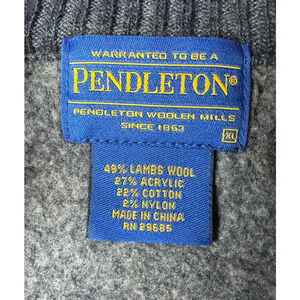 WARRANTED TO BE A
PENDLETON®
PENDLETON WOOLEN MILLS
SINCE 1863
XL
49% LAMBS WOOL
27% ACRYLIC
22% COTTON
2% NYLON
MADE IN CHINA
RN 29685